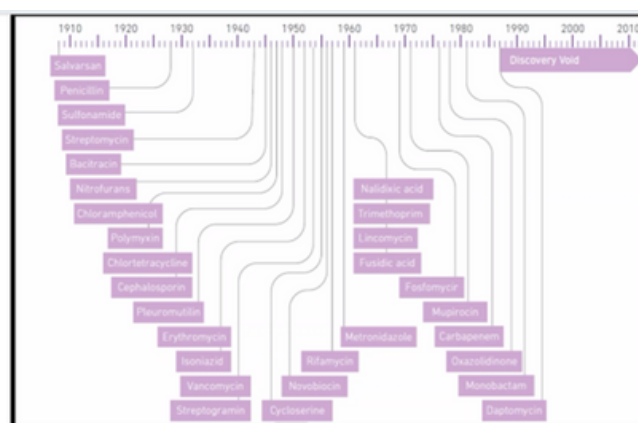 1910 1920 1930 1940 1950 1960 1970 1980 1990 2000 2010
Discovery Void
Salvarsan
Penicillin
Sulfonamide
Streptomycin
Bacitracin
Nitrofurans
Chloramphenicol
Polymyxin
Chlortetracycline
Cephalosporin
Pleuromutilin
Erythromycin
Isoniazid
Vancomycin
Streptogramin
Cycloserine
Novobiocin
Rifamycin
Metronidazole
Nalidixic acid
Trimethoprim
Lincomycin
Fusidic acid
Fosfomycin
Mupirocin
Carbapenem
Oxazolidinone
Monobactam
Daptomycin